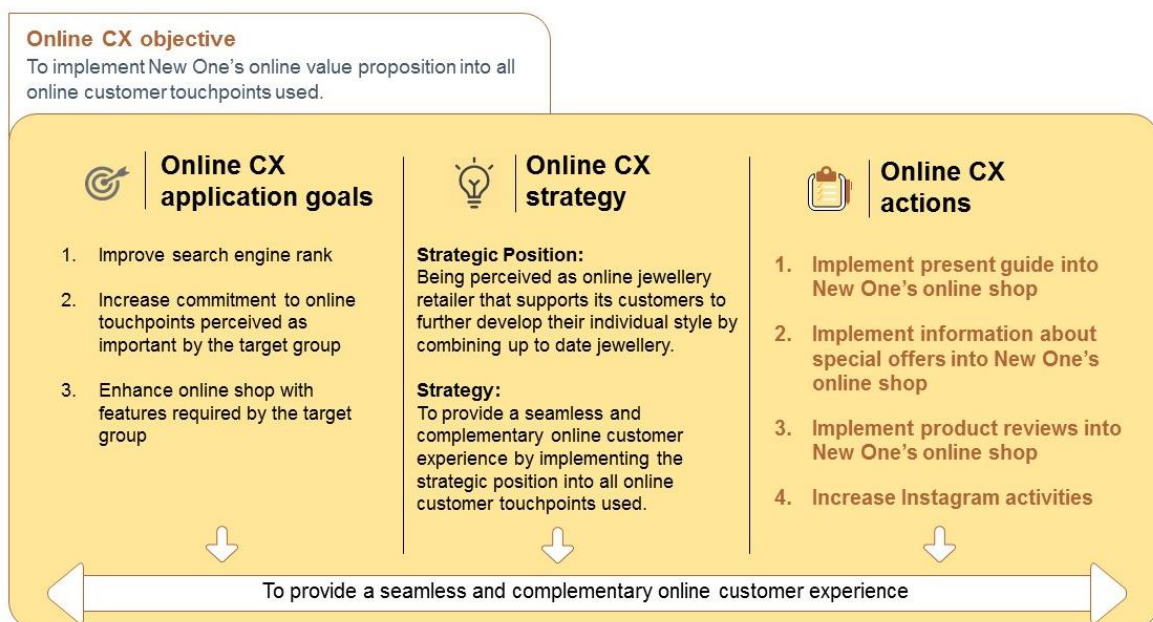 Online CX objective
To implement New One's online value proposition into all
online customer touchpoints used.
Online CX
application goals
1. Improve search engine rank
2. Increase commitment to online
touchpoints perceived as
important by the target group
3. Enhance online shop with
features required by the target
group
Online CX
strategy
Strategic Position:
Being perceived as online jewellery
retailer that supports its customers to
further develop their individual style by
combining up to date jewellery.
Strategy:
To provide a seamless and
complementary online customer
experience by implementing the
strategic position into all online
customer touchpoints used.
Online CX
actions
1. Implement present guide into
New One's online shop
2. Implement information about
special offers into New One's
online shop
3. Implement product reviews into
New One's online shop
4. Increase Instagram activities
To provide a seamless and complementary online customer experience